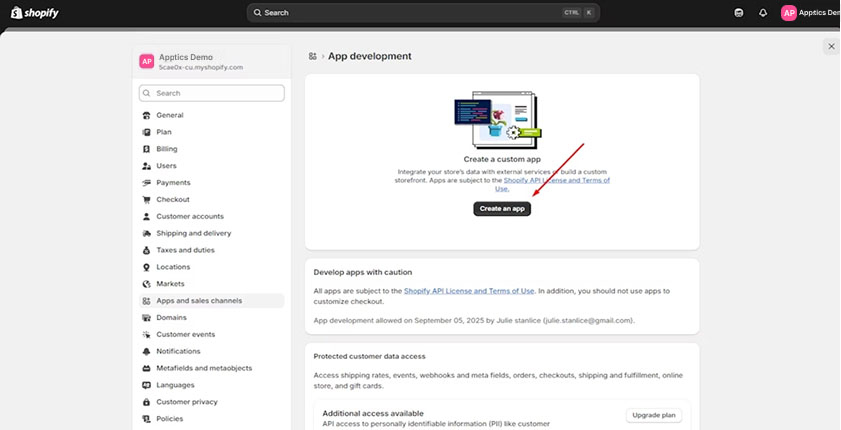 shopify
Search CTRL K
AP Apptics Dem
AP Apptics Demo
5cae0x-cu.myshopify.com
Search
General
Plan
Billing
Users
Payments
Checkout
Customer accounts
Shipping and delivery
Taxes and duties
Locations
Markets
Apps and sales channels
Domains
Customer events
Notifications
Metafields and metaobjects
Languages
Customer privacy
Policies
› App development
Create a custom app
Integrate your store's data with external services or build a custom
storefront. Apps are subject to the Shopify API License and Terms of
Use.
Create an app
Develop apps with caution
All apps are subject to the Shopify API License and Terms of Use. In addition, you should not use apps to
customize checkout.
App development allowed on September 05, 2025 by Julie stanlice (julie.stanlice@gmail.com).
Protected customer data access
Access shipping rates, events, webhooks and meta fields, orders, checkouts, shipping and fulfillment, online
store, and gift cards.
Additional access available
Upgrade plan
API access to personally identifiable information (PII) like customer